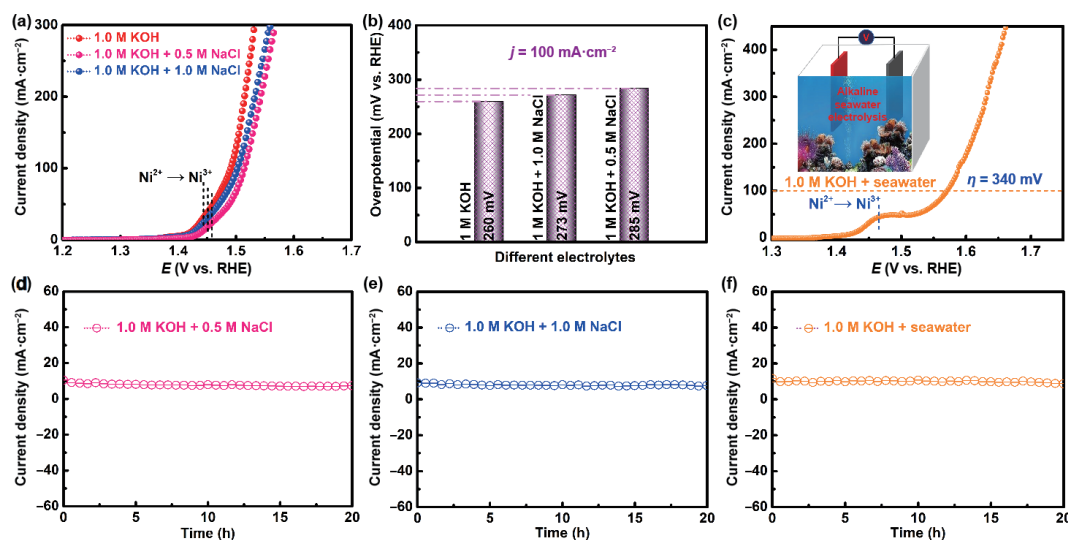 (a)
300
250
200
150
100
50
0
Current density (mA·cm⁻²)
1.0 M KOH
1.0 M KOH + 0.5 M NaCl
1.0 M KOH + 1.0 M NaCl
Ni²⁺ → Ni³⁺
1.2 1.3 1.4 1.5 1.6 1.7
E (V vs. RHE)
(b)
400
350
300
250
200
150
100
50
0
Overpotential (mV vs. RHE)
j = 100 mA·cm⁻²
1 M KOH
260 mV
1 M KOH + 1.0 M NaCl
273 mV
1 M KOH + 0.5 M NaCl
285 mV
Different electrolytes
(c)
400
300
200
100
0
Current density (mA·cm⁻²)
V
Alkaline
seawater
electrolysis
1.0 M KOH + seawater
η = 340 mV
Ni²⁺ → Ni³⁺
1.3 1.4 1.5 1.6 1.7
E (V vs. RHE)
(d)
60
40
20
0
−20
−40
−60
Current density (mA·cm⁻²)
1.0 M KOH + 0.5 M NaCl
0 5 10 15 20
Time (h)
(e)
60
40
20
0
−20
−40
−60
Current density (mA·cm⁻²)
1.0 M KOH + 1.0 M NaCl
0 5 10 15 20
Time (h)
(f)
60
40
20
0
−20
−40
−60
Current density (mA·cm⁻²)
1.0 M KOH + seawater
0 5 10 15 20
Time (h)